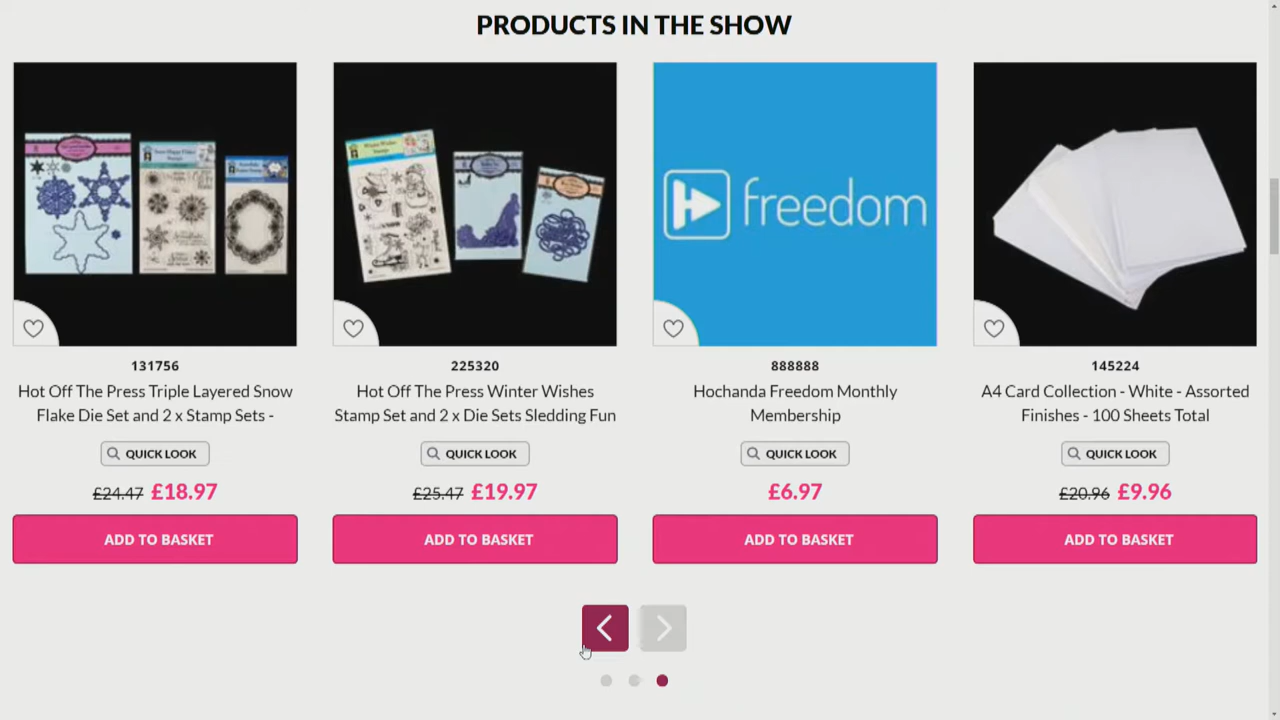 PRODUCTS IN THE SHOW
Winter Wishes
Stamps
freedom
131756
Hot Off The Press Triple Layered Snow
Flake Die Set and 2 x Stamp Sets -
QUICK LOOK
£24.47 £18.97
ADD TO BASKET
225320
Hot Off The Press Winter Wishes
Stamp Set and 2 x Die Sets Sledding Fun
QUICK LOOK
£25.47 £19.97
ADD TO BASKET
888888
Hochanda Freedom Monthly
Membership
QUICK LOOK
£6.97
ADD TO BASKET
145224
A4 Card Collection - White - Assorted
Finishes - 100 Sheets Total
QUICK LOOK
£20.96 £9.96
ADD TO BASKET